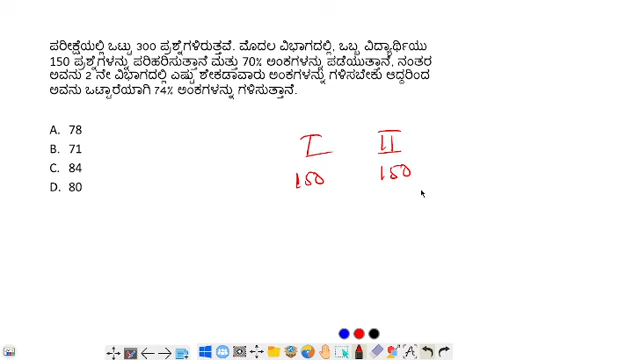 ಪರೀಕ್ಷೆಯಲ್ಲಿ ಒಟ್ಟು 300 ಪ್ರಶ್ನೆಗಳಿರುತ್ತವೆ. ಮೊದಲ ವಿಭಾಗದಲ್ಲಿ, ಒಬ್ಬ ವಿದ್ಯಾರ್ಥಿಯು
150 ಪ್ರಶ್ನೆಗಳನ್ನು ಪರಿಹರಿಸುತ್ತಾನೆ ಮತ್ತು 70% ಅಂಕಗಳನ್ನು ಪಡೆಯುತ್ತಾನೆ, ನಂತರ
ಅವನು 2 ನೇ ವಿಭಾಗದಲ್ಲಿ ಎಷ್ಟು ಶೇಕಡಾವಾರು ಅಂಕಗಳನ್ನು ಗಳಿಸಬೇಕು ಆದ್ದರಿಂದ
ಅವನು ಒಟ್ಟಾರೆಯಾಗಿ 74% ಅಂಕಗಳನ್ನು ಗಳಿಸುತ್ತಾನೆ.
A. 78
B. 71
C. 84
D. 80
I II
150 150